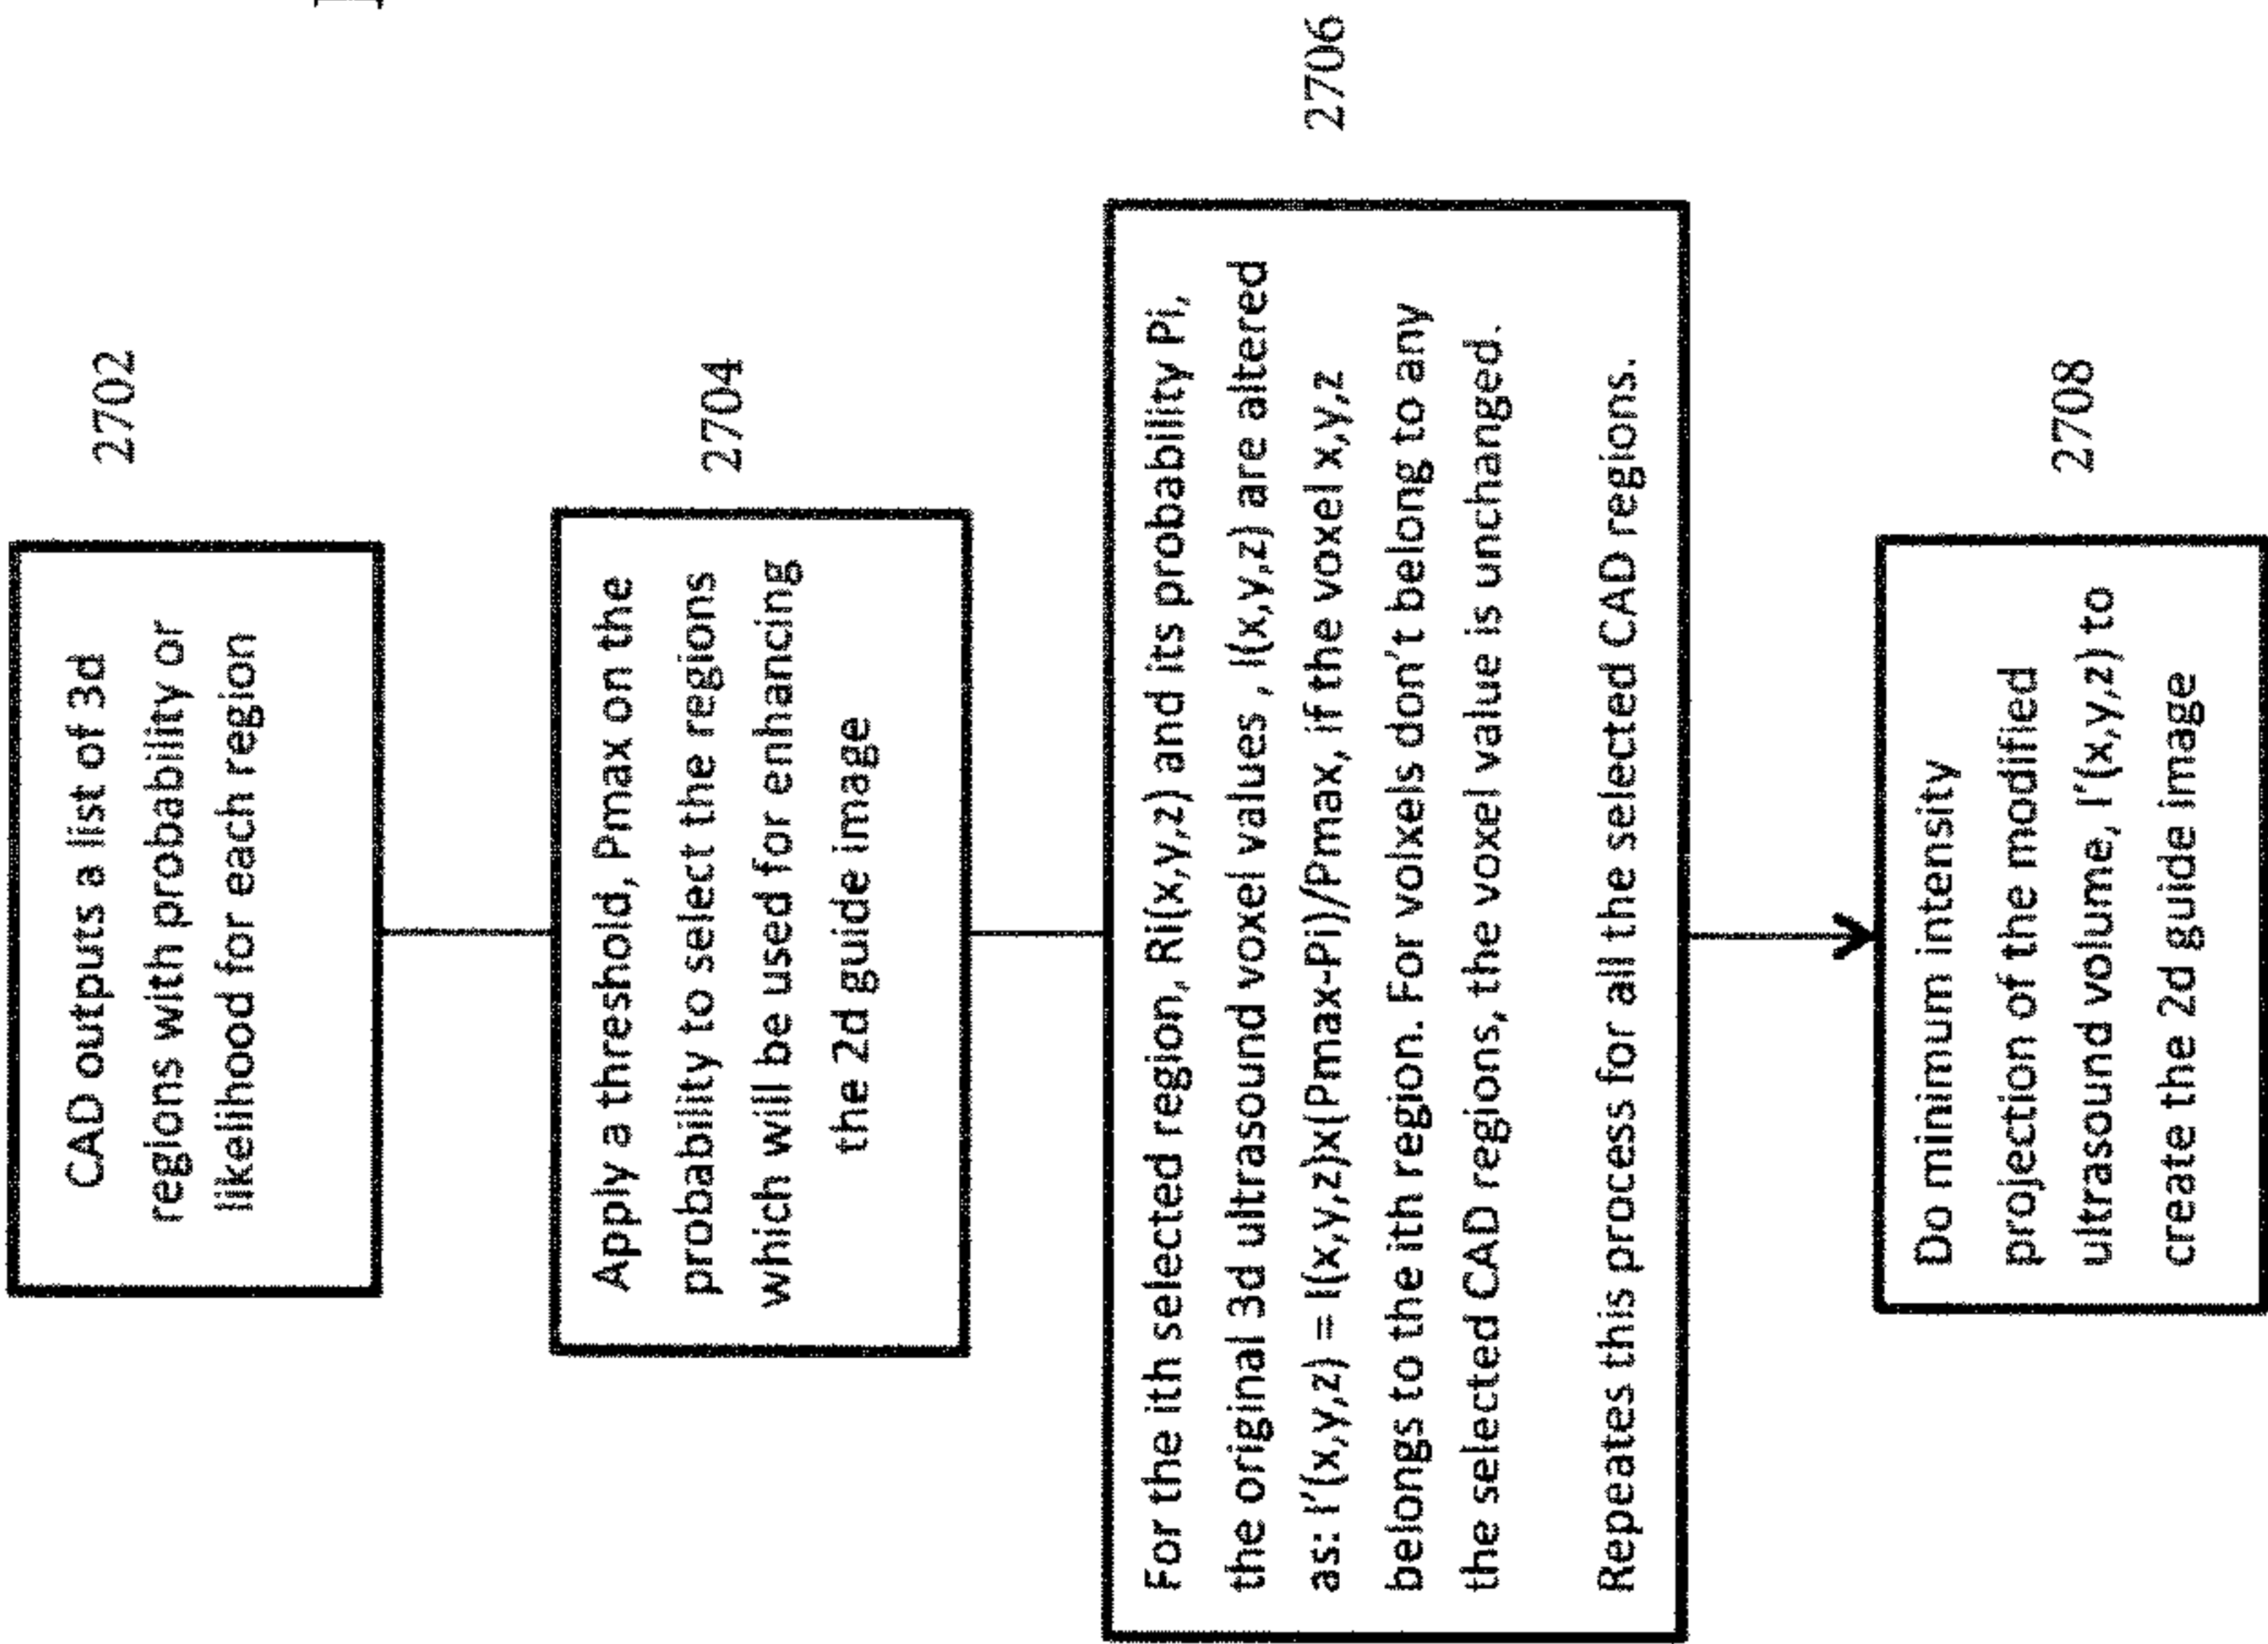 2702
CAD outputs a list of 3d
regions with probability or
likelihood for each region
2704
Apply a threshold, Pmax on the
probability to select the regions
which will be used for enhancing
the 2d guide image
2706
For the ith selected region, Ri(x,y,z) and its probability Pi,
the original 3d ultrasound voxel values , I(x,y,z) are altered
as: I'(x,y,z) = I(x,y,z)x(Pmax-Pi)/Pmax, if the voxel x,y,z
belongs to the ith region. For volxels don't belong to any
the selected CAD regions, the voxel value is unchanged.
Repeates this process for all the selected CAD regions.
2708
Do minimum intensity
projection of the modified
ultrasound volume, I'(x,y,z) to
create the 2d guide image